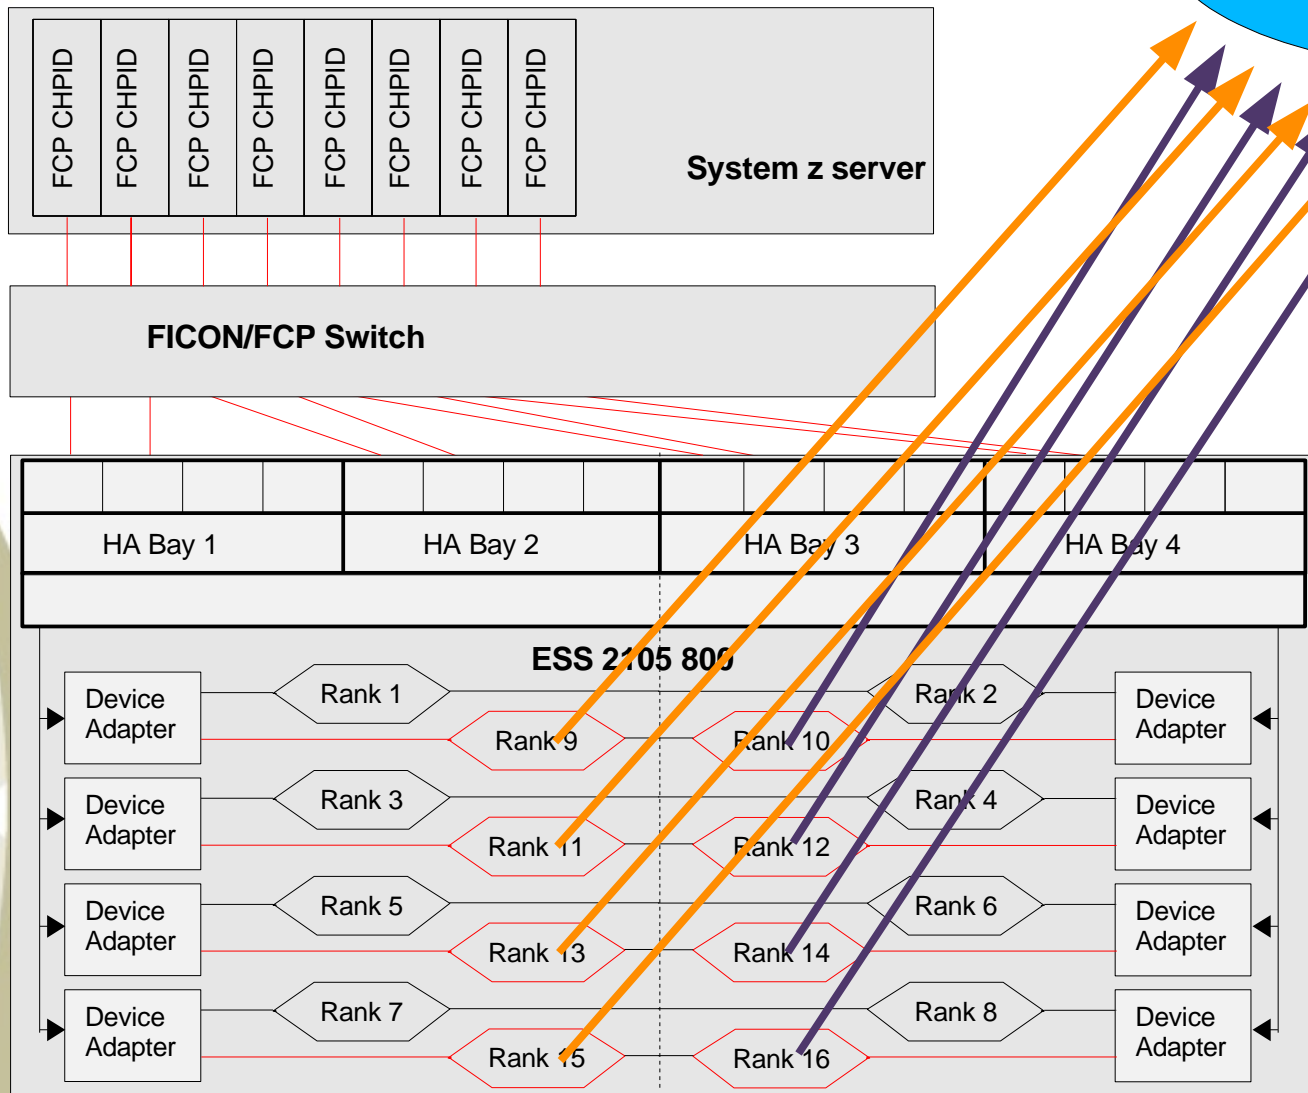 FCP CHPID
FCP CHPID
FCP CHPID
FCP CHPID
FCP CHPID
FCP CHPID
FCP CHPID
FCP CHPID
System z server
FICON/FCP Switch
HA Bay 1
HA Bay 2
HA Bay 3
HA Bay 4
ESS 2105 800
Device
Adapter
Rank 1
Rank 2
Device
Adapter
Rank 9
Rank 10
Device
Adapter
Rank 3
Rank 4
Device
Adapter
Rank 11
Rank 12
Device
Adapter
Rank 5
Rank 6
Device
Adapter
Rank 13
Rank 14
Device
Adapter
Rank 7
Rank 8
Device
Adapter
Rank 15
Rank 16